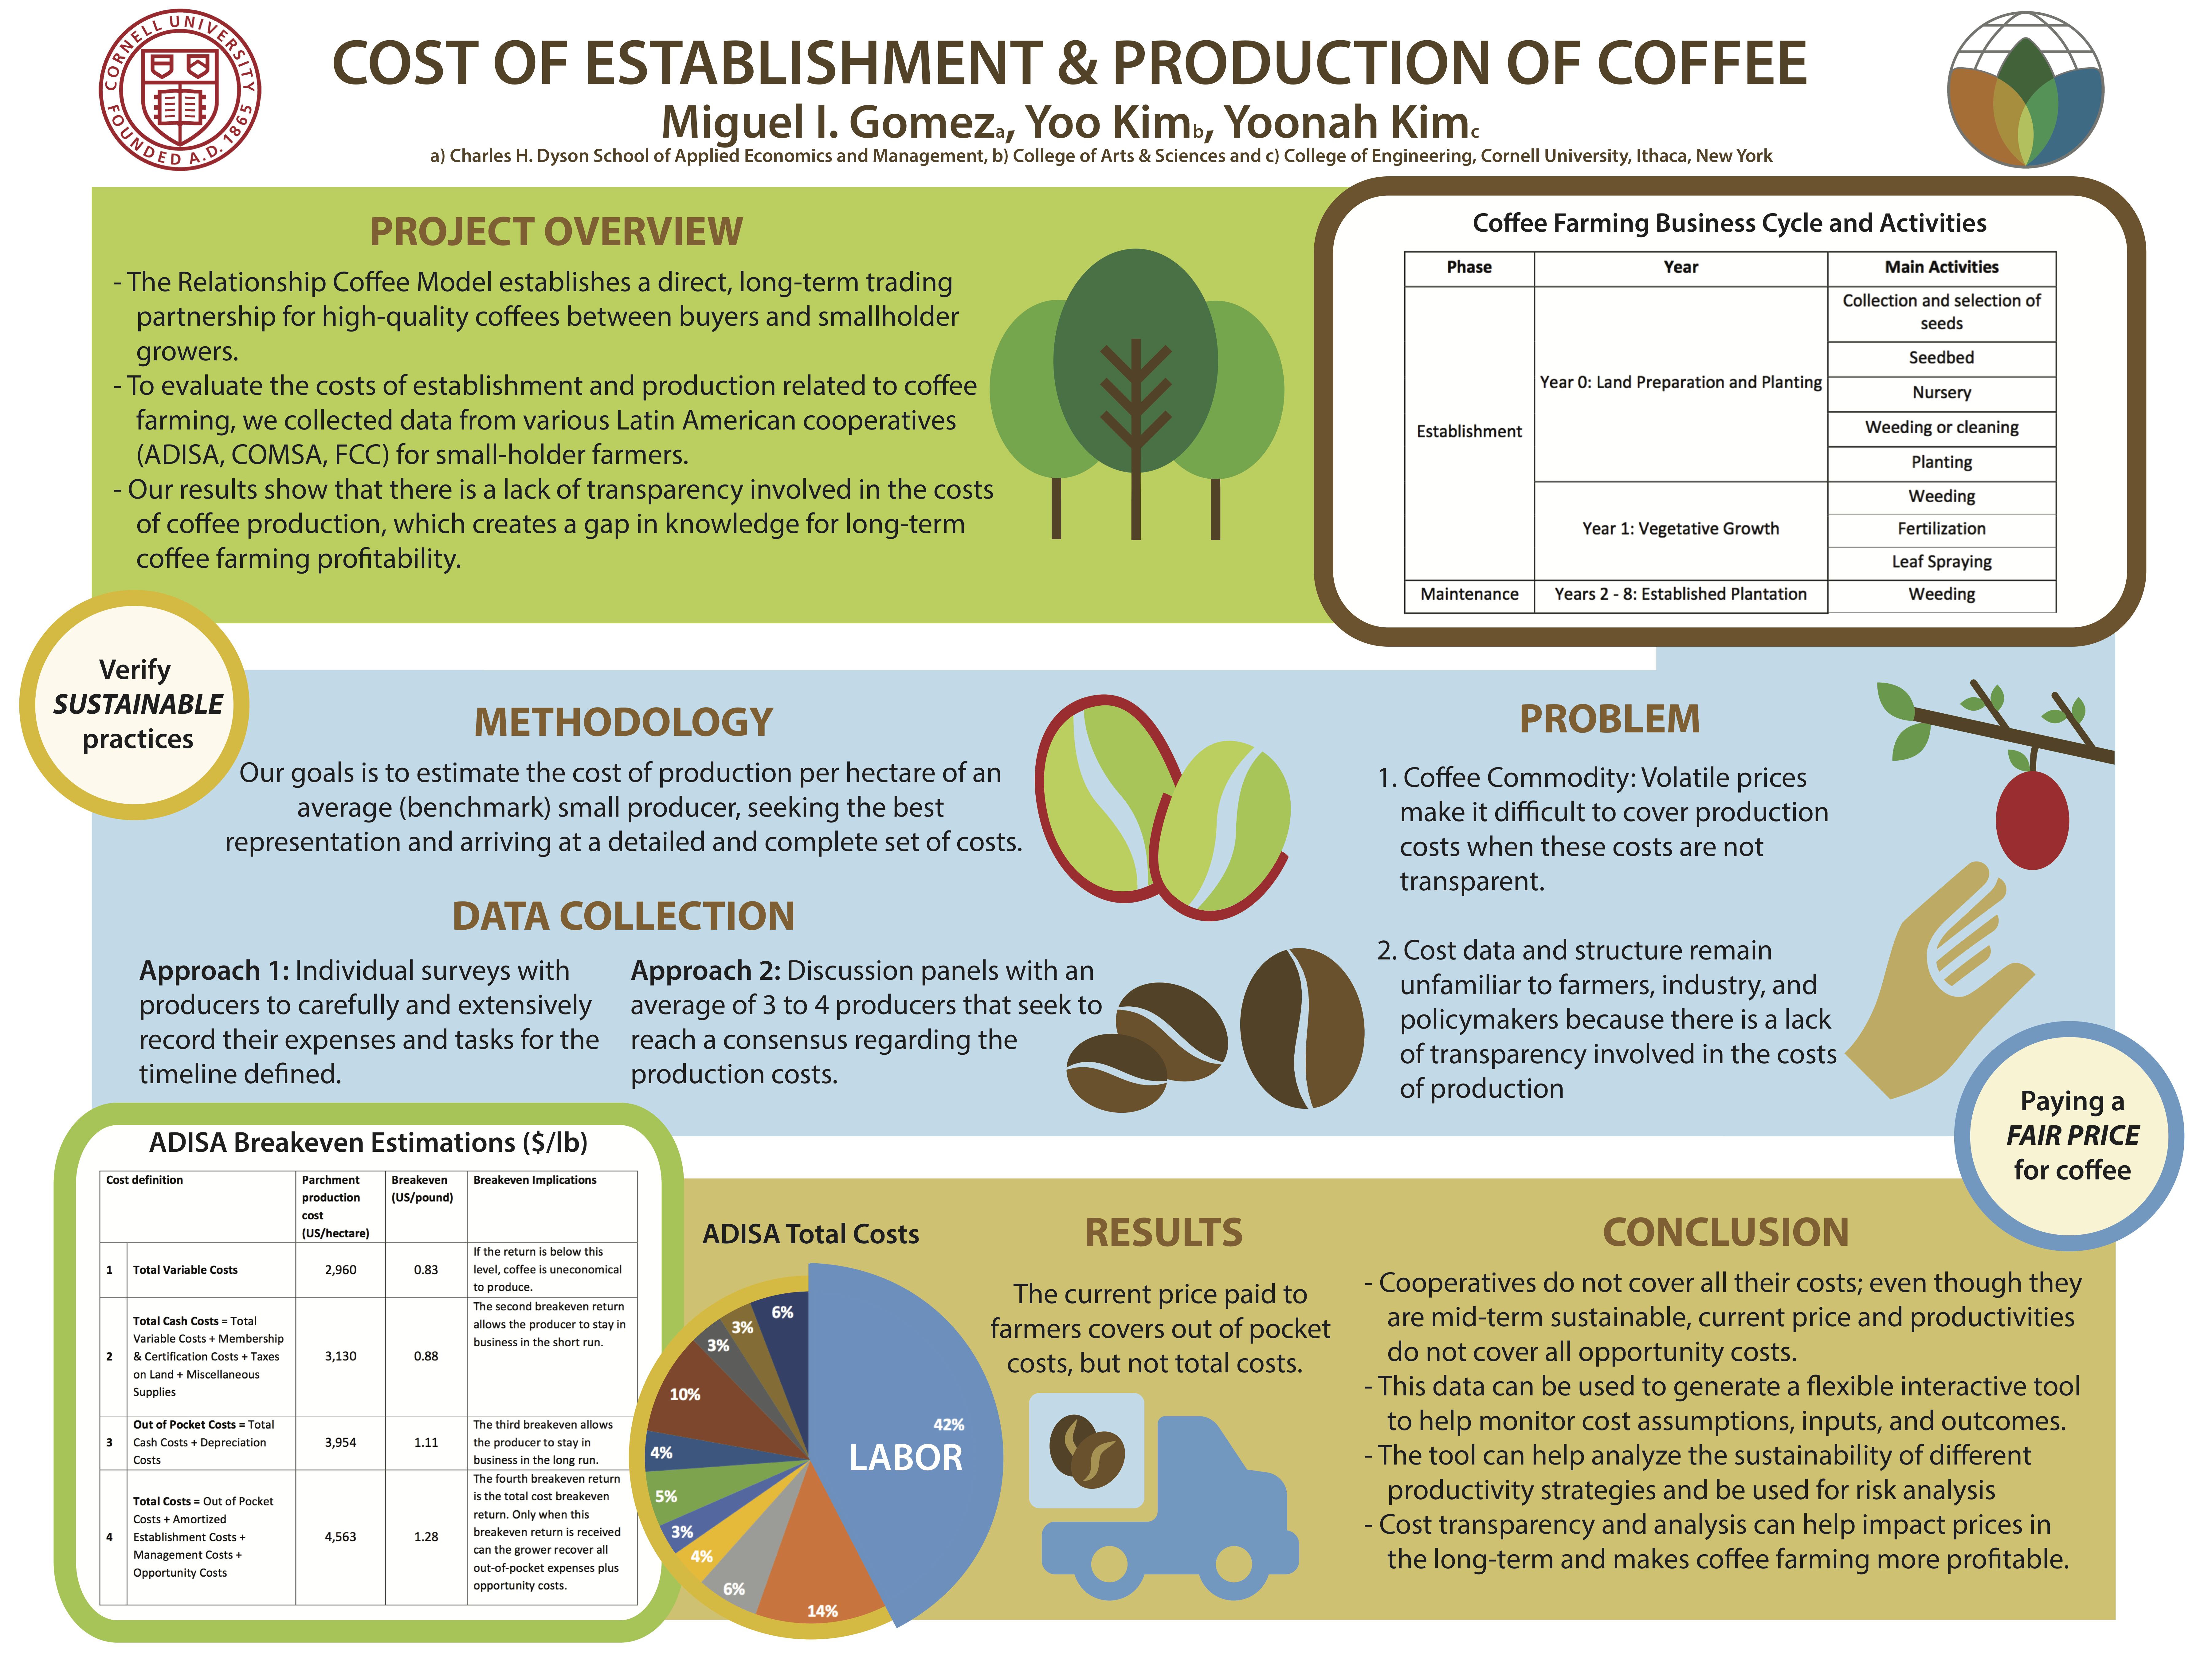 CORNELL UNIVERSITY
FOUNDED A.D. 1865
COST OF ESTABLISHMENT & PRODUCTION OF COFFEE
Miguel I. Gomeza, Yoo Kimb, Yoonah Kimc
a) Charles H. Dyson School of Applied Economics and Management, b) College of Arts & Sciences and c) College of Engineering, Cornell University, Ithaca, New York
PROJECT OVERVIEW
- The Relationship Coffee Model establishes a direct, long-term trading
partnership for high-quality coffees between buyers and smallholder
growers.
- To evaluate the costs of establishment and production related to coffee
farming, we collected data from various Latin American cooperatives
(ADISA, COMSA, FCC) for small-holder farmers.
- Our results show that there is a lack of transparency involved in the costs
of coffee production, which creates a gap in knowledge for long-term
coffee farming profitability.
Coffee Farming Business Cycle and Activities
Phase Year Main Activities
Establishment
Year 0: Land Preparation and Planting
Collection and selection of
seeds
Seedbed
Nursery
Weeding or cleaning
Planting
Year 1: Vegetative Growth
Weeding
Fertilization
Leaf Spraying
Maintenance Years 2 - 8: Established Plantation Weeding
Verify
SUSTAINABLE
practices
METHODOLOGY
Our goals is to estimate the cost of production per hectare of an
average (benchmark) small producer, seeking the best
representation and arriving at a detailed and complete set of costs.
DATA COLLECTION
Approach 1: Individual surveys with
producers to carefully and extensively
record their expenses and tasks for the
timeline defined.
Approach 2: Discussion panels with an
average of 3 to 4 producers that seek to
reach a consensus regarding the
production costs.
PROBLEM
1. Coffee Commodity: Volatile prices
make it difficult to cover production
costs when these costs are not
transparent.
2. Cost data and structure remain
unfamiliar to farmers, industry, and
policymakers because there is a lack
of transparency involved in the costs
of production
Paying a
FAIR PRICE
for coffee
ADISA Breakeven Estimations ($/lb)
Cost definition
Parchment
production
cost
(US/hectare)
Breakeven
(US/pound)
Breakeven Implications
1
Total Variable Costs
2,960
0.83
If the return is below this
level, coffee is uneconomical
to produce.
2
Total Cash Costs = Total
Variable Costs + Membership
& Certification Costs + Taxes
on Land + Miscellaneous
Supplies
3,130
0.88
The second breakeven return
allows the producer to stay in
business in the short run.
3
Out of Pocket Costs = Total
Cash Costs + Depreciation
Costs
3,954
1.11
The third breakeven allows
the producer to stay in
business in the long run.
4
Total Costs = Out of Pocket
Costs + Amortized
Establishment Costs +
Management Costs +
Opportunity Costs
4,563
1.28
The fourth breakeven return
is the total cost breakeven
return. Only when this
breakeven return is received
can the grower recover all
out-of-pocket expenses plus
opportunity costs.
ADISA Total Costs
6%
3%
3%
10%
4%
5%
3%
4%
6%
14%
42%
LABOR
RESULTS
The current price paid to
farmers covers out of pocket
costs, but not total costs.
CONCLUSION
- Cooperatives do not cover all their costs; even though they
are mid-term sustainable, current price and productivities
do not cover all opportunity costs.
- This data can be used to generate a flexible interactive tool
to help monitor cost assumptions, inputs, and outcomes.
- The tool can help analyze the sustainability of different
productivity strategies and be used for risk analysis
- Cost transparency and analysis can help impact prices in
the long-term and makes coffee farming more profitable.